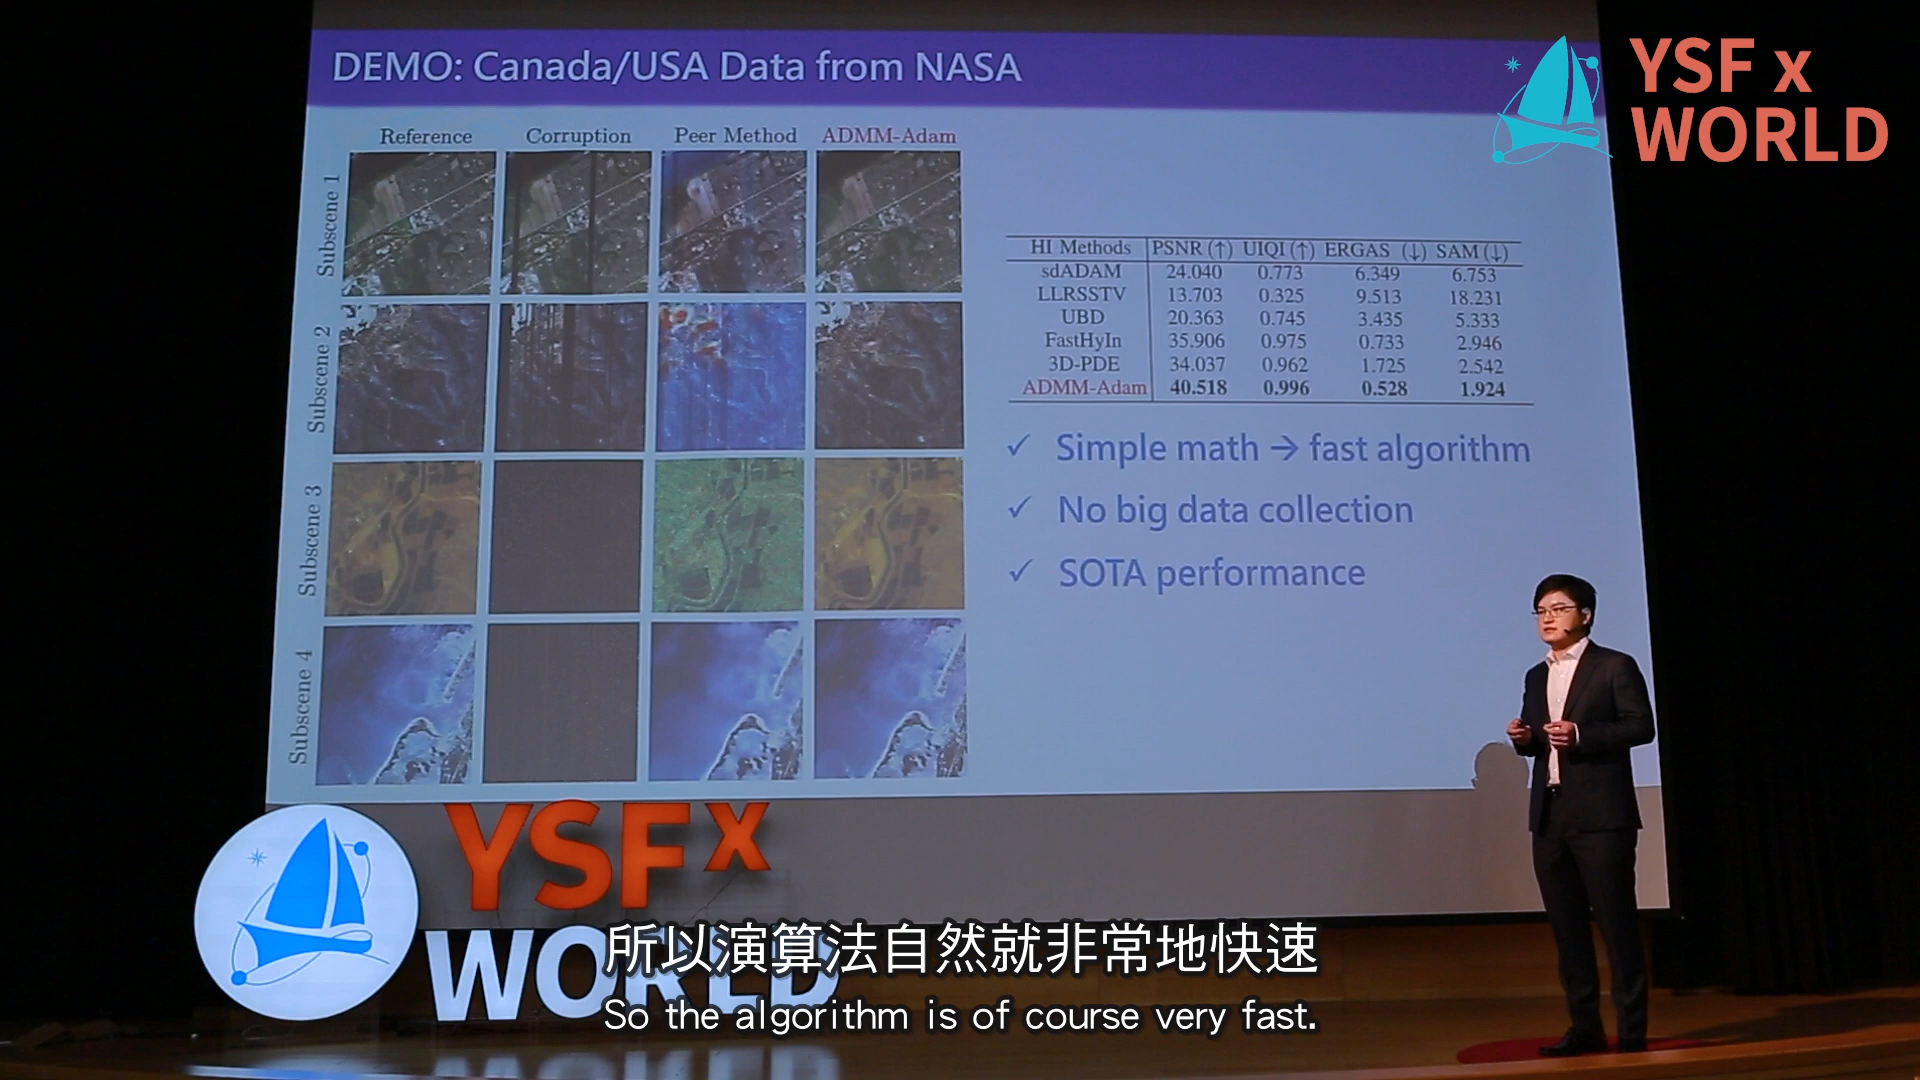 DEMO: Canada/USA Data from NASA
YSF x
WORLD
Reference Corruption Peer Method ADMM-Adam
Subscene 1
Subscene 2
Subscene 3
Subscene 4
HI Methods PSNR (↑) UIQI (↑) ERGAS (↓) SAM (↓)
sdADAM 24.040 0.773 6.349 6.753
LLRSSTV 13.703 0.325 9.513 18.231
UBD 20.363 0.745 3.435 5.333
FastHyIn 35.906 0.975 0.733 2.946
3D-PDE 34.037 0.962 1.725 2.542
ADMM-Adam 40.518 0.996 0.528 1.924
✓ Simple math → fast algorithm
✓ No big data collection
✓ SOTA performance
YSF x
WORLD
所以演算法自然就非常地快速
So the algorithm is of course very fast.